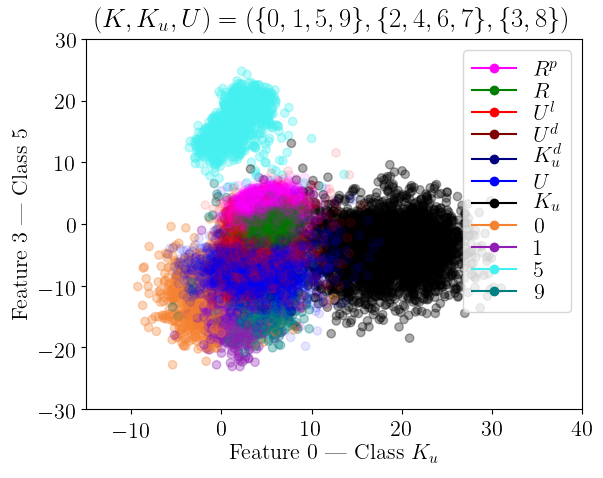 (K, K_u, U) = ({0, 1, 5, 9}, {2, 4, 6, 7}, {3, 8})
30
20
10
0
−10
−20
−30
Feature 3 — Class 5
R^p
R
U^l
U^d
K_u^d
U
K_u
0
1
5
9
−10
0
10
20
30
40
Feature 0 — Class K_u